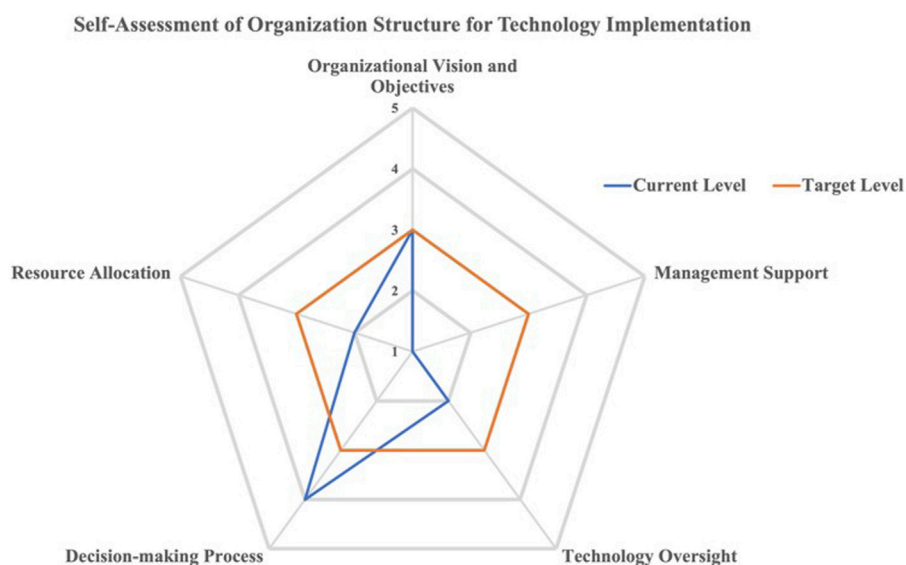 Self-Assessment of Organization Structure for Technology Implementation
Organizational Vision and
Objectives
5
4
Current Level
Target Level
3
Resource Allocation
Management Support
2
1
Decision-making Process
Technology Oversight